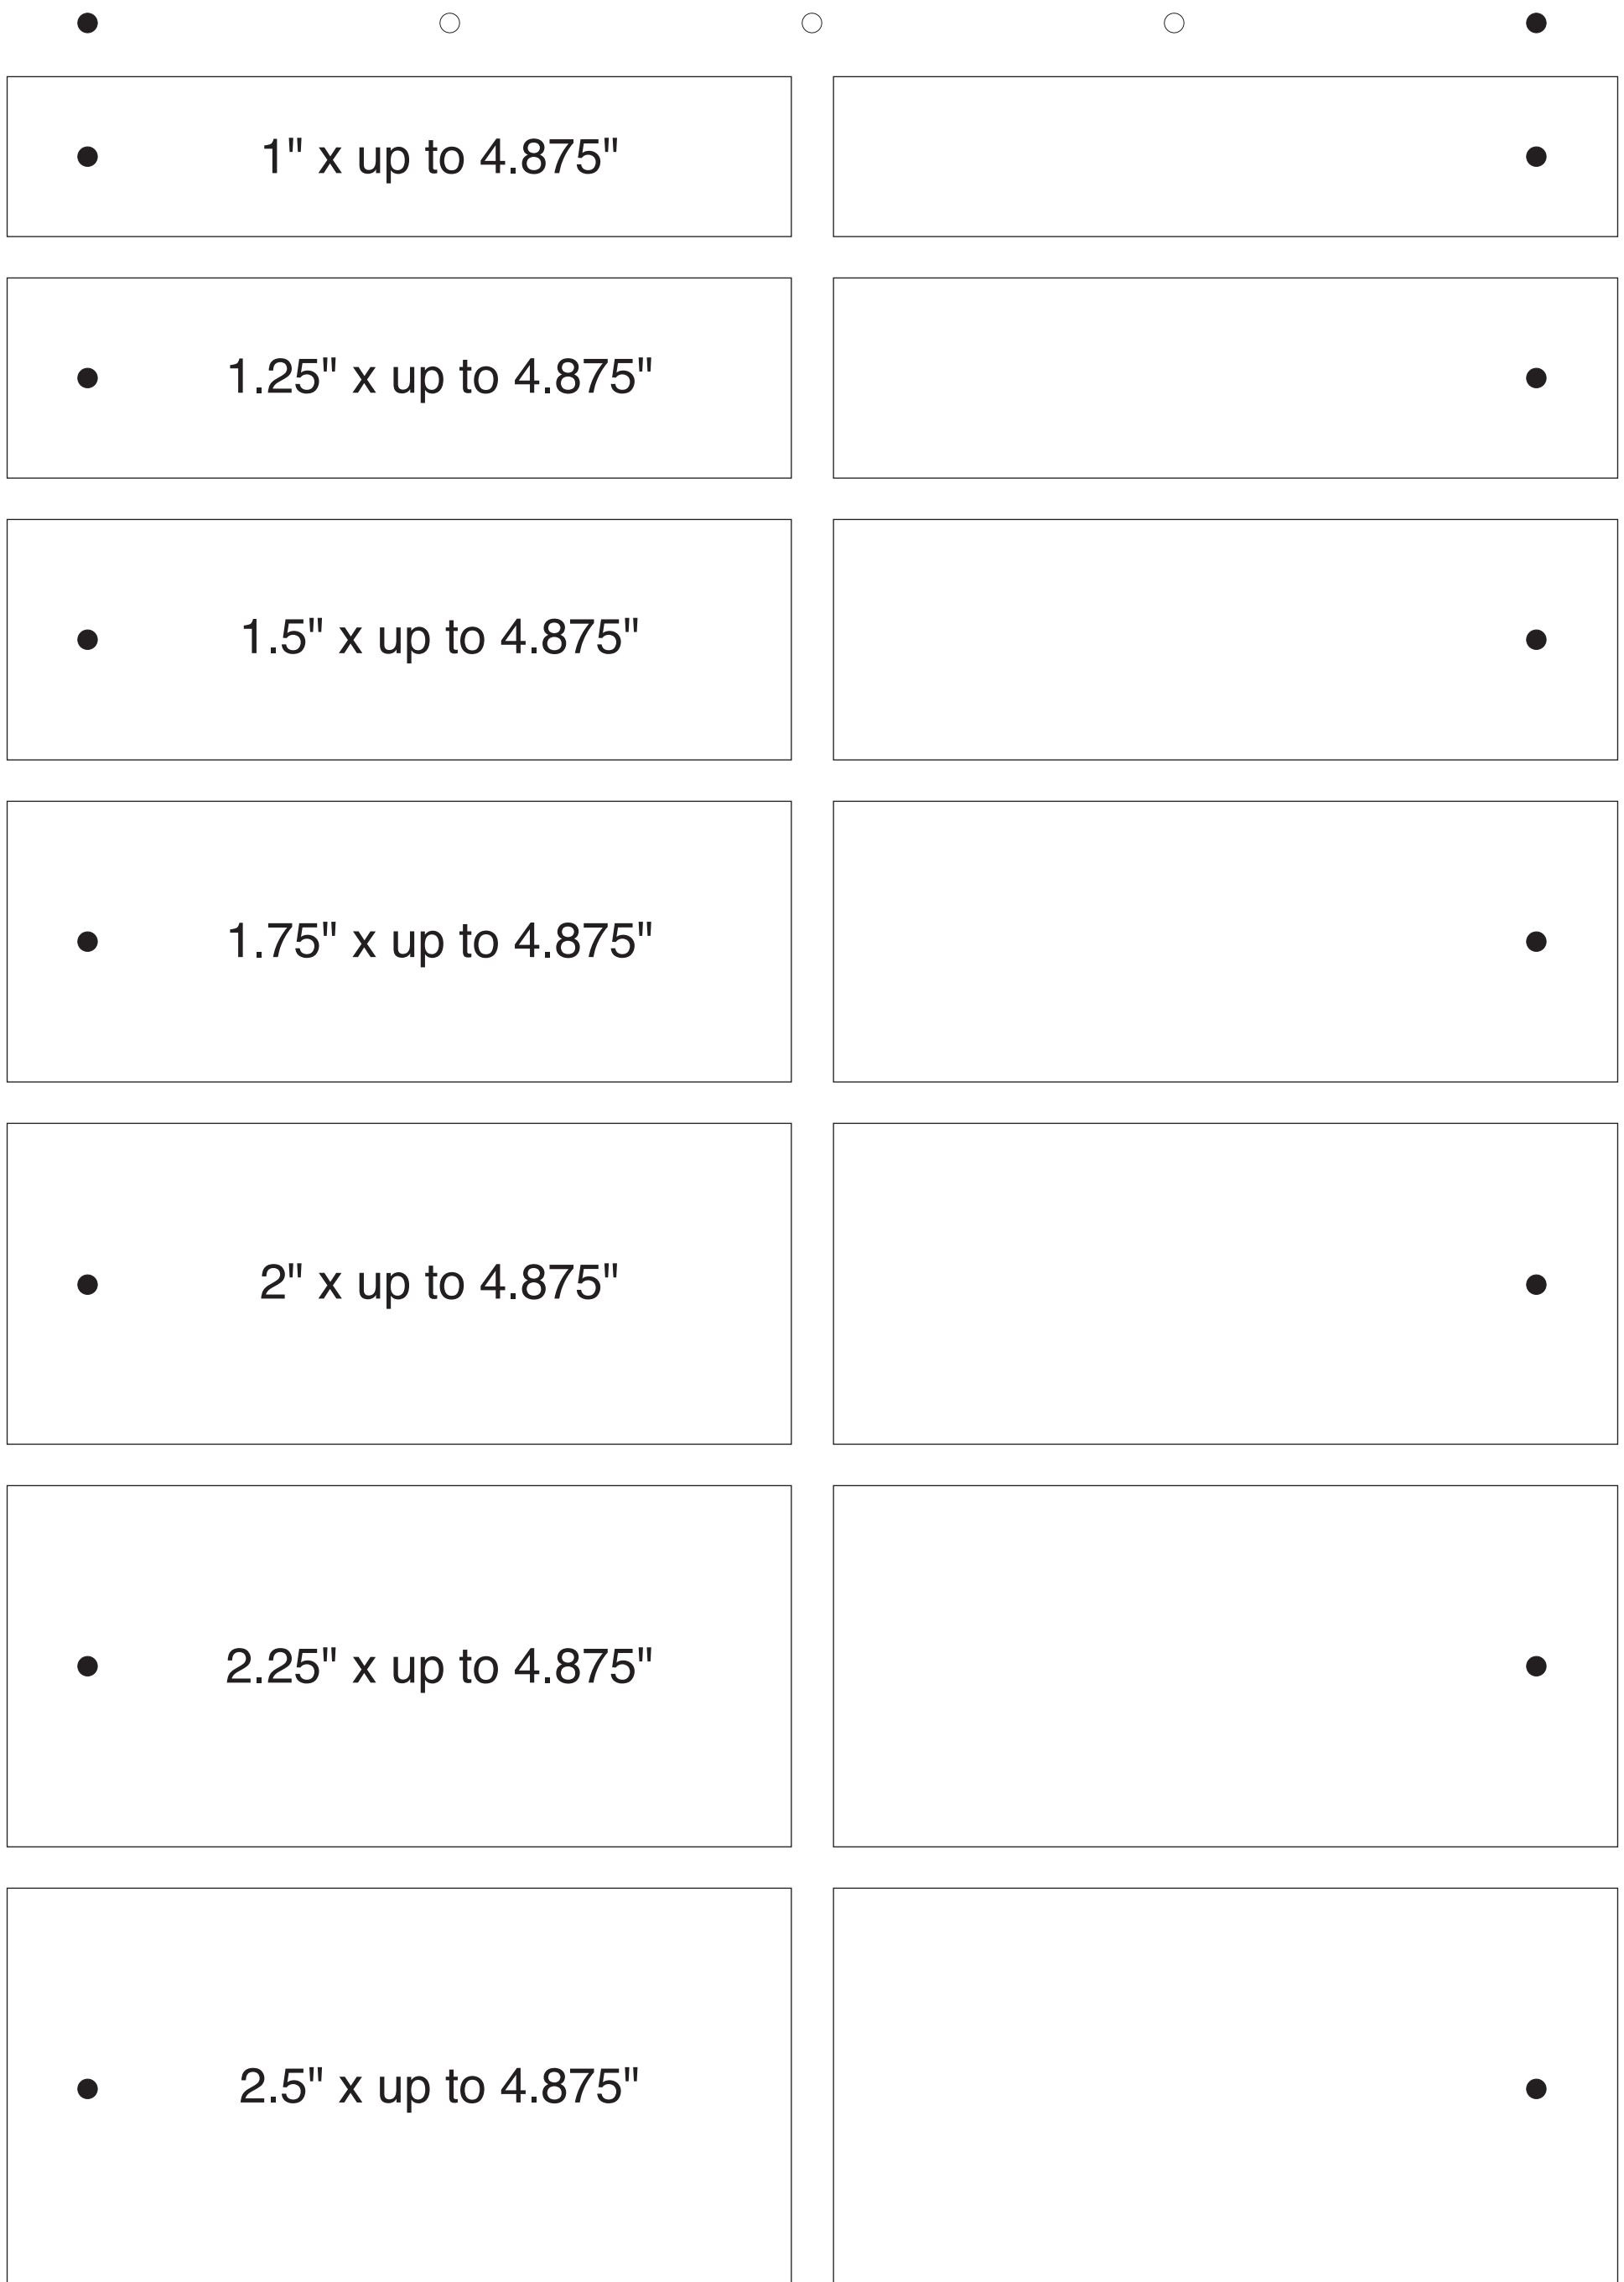 1" x up to 4.875"
1.25" x up to 4.875"
1.5" x up to 4.875"
1.75" x up to 4.875"
2" x up to 4.875"
2.25" x up to 4.875"
2.5" x up to 4.875"